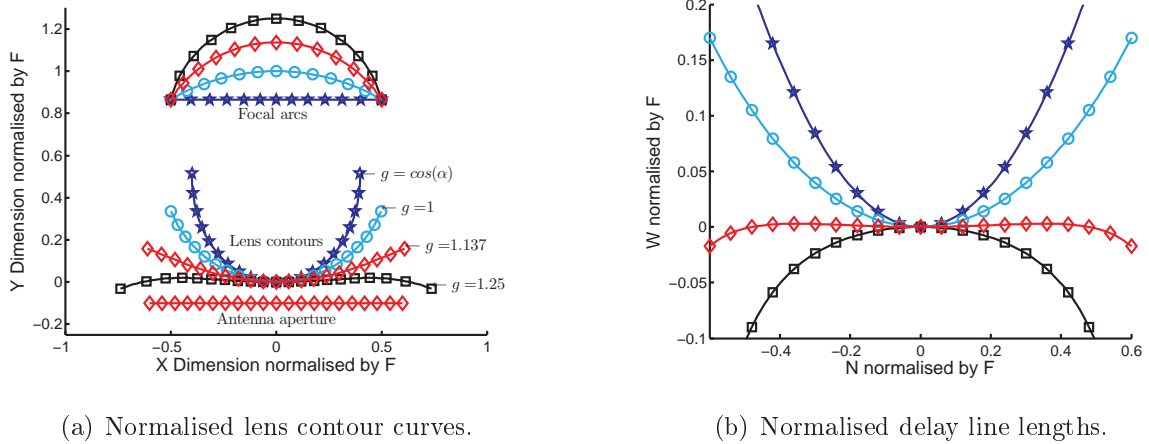 1.2
1
0.8
0.6
0.4
0.2
0
−0.2
−1
−0.5
0
0.5
1
Y Dimension normalised by F
X Dimension normalised by F
Focal arcs
g = cos(α)
g =1
Lens contours
g =1.137
g =1.25
Antenna aperture
(a) Normalised lens contour curves.
0.2
0.15
0.1
0.05
0
−0.05
−0.1
−0.4
−0.2
0
0.2
0.4
0.6
W normalised by F
N normalised by F
(b) Normalised delay line lengths.